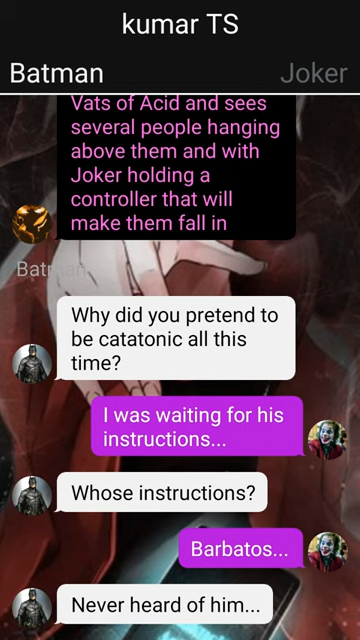 kumar TS
Batman Joker
Vats of Acid and sees
several people hanging
above them and with
Joker holding a
controller that will
make them fall in
Batman
Why did you pretend to
be catatonic all this
time?
I was waiting for his
instructions...
Whose instructions?
Barbatos...
Never heard of him...